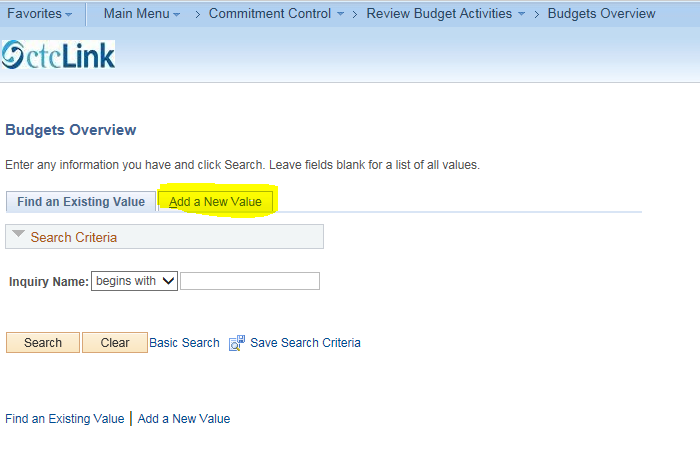 Favorites Main Menu > Commitment Control > Review Budget Activities > Budgets Overview
ctcLink
Budgets Overview
Enter any information you have and click Search. Leave fields blank for a list of all values.
Find an Existing Value Add a New Value
Search Criteria
Inquiry Name: begins with
Search Clear Basic Search Save Search Criteria
Find an Existing Value | Add a New Value